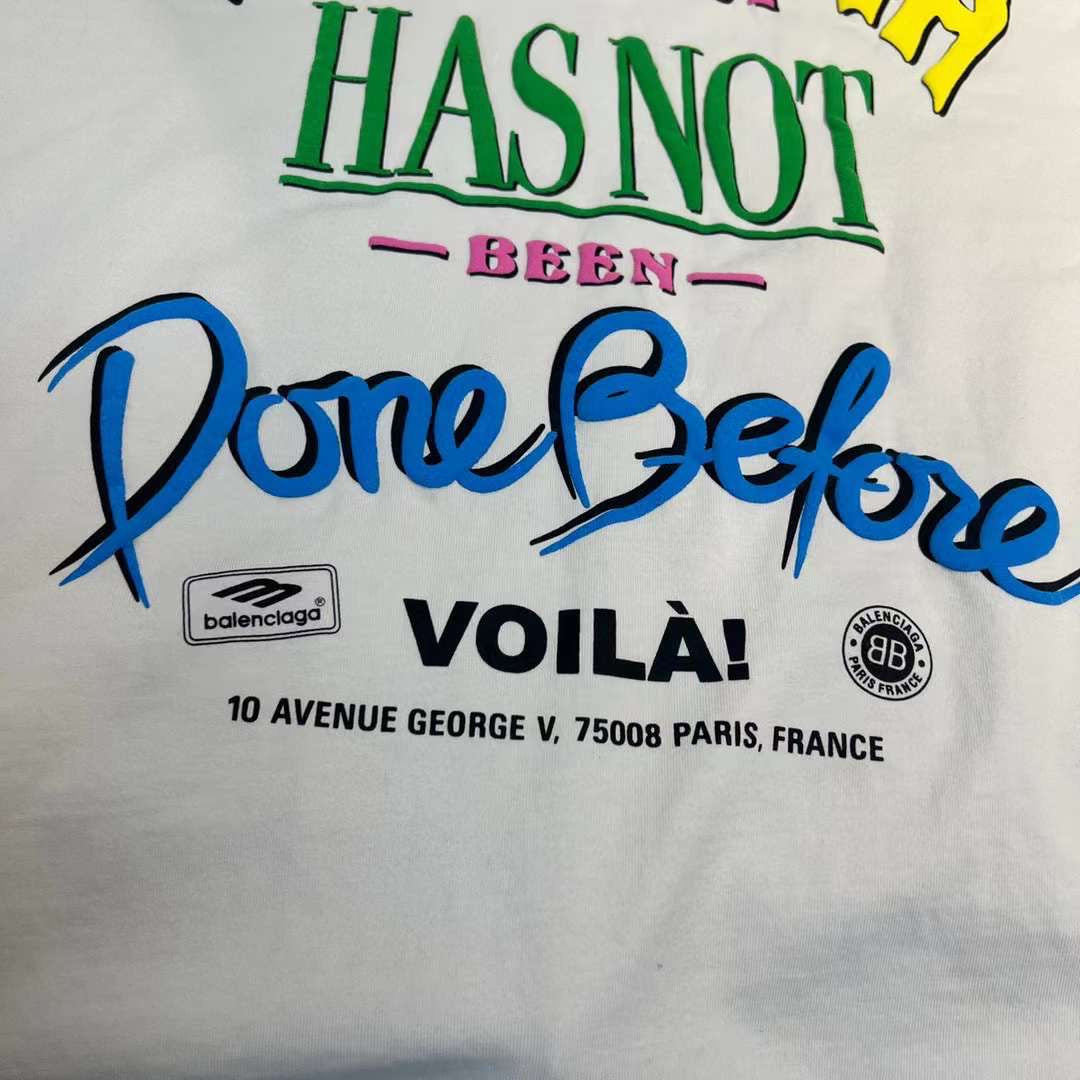 HAS NOT
BEEN
Done Before
balenciaga®
VOILÀ!
BALENCIAGA
BB
PARIS FRANCE
10 AVENUE GEORGE V, 75008 PARIS, FRANCE